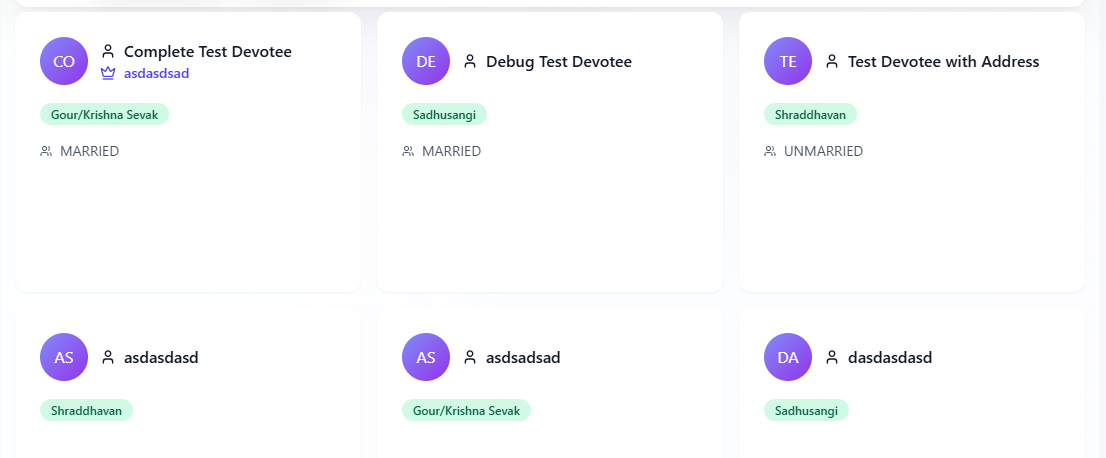 CO
Complete Test Devotee
asdasdsad
Gour/Krishna Sevak
MARRIED
DE
Debug Test Devotee
Sadhusangi
MARRIED
TE
Test Devotee with Address
Shraddhavan
UNMARRIED
AS
asdasdasd
Shraddhavan
AS
asdsadsad
Gour/Krishna Sevak
DA
dasdasdasd
Sadhusangi